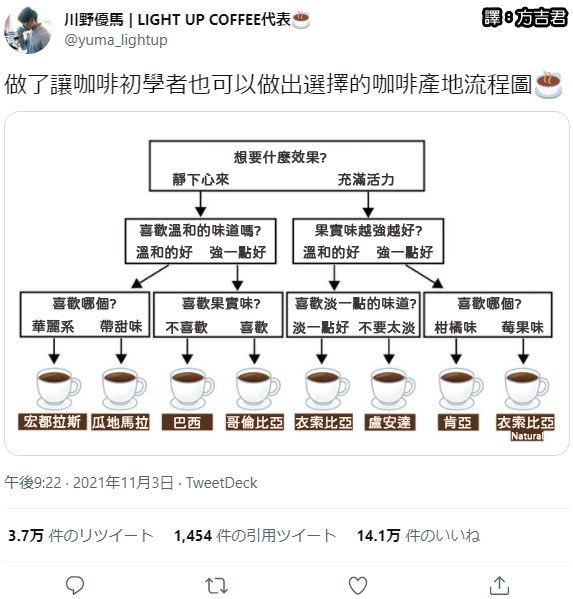 川野優馬 | LIGHT UP COFFEE代表☕
@yuma_lightup
譯8方吉君
做了讓咖啡初學者也可以做出選擇的咖啡產地流程圖☕
想要什麼效果?
靜下心來 充滿活力
喜歡溫和的味道嗎?
溫和的好 強一點好
果實味越強越好?
溫和的好 強一點好
喜歡哪個?
華麗系 帶甜味
喜歡果實味?
不喜歡 喜歡
喜歡淡一點的味道?
淡一點好 不要太淡
喜歡哪個?
柑橘味 莓果味
宏都拉斯 瓜地馬拉 巴西 哥倫比亞 衣索比亞 盧安達 肯亞 衣索比亞
Natural
午後9:22 · 2021年11月3日 · TweetDeck
3.7万 件のリツイート 1,454 件の引用ツイート 14.1万 件のいいね